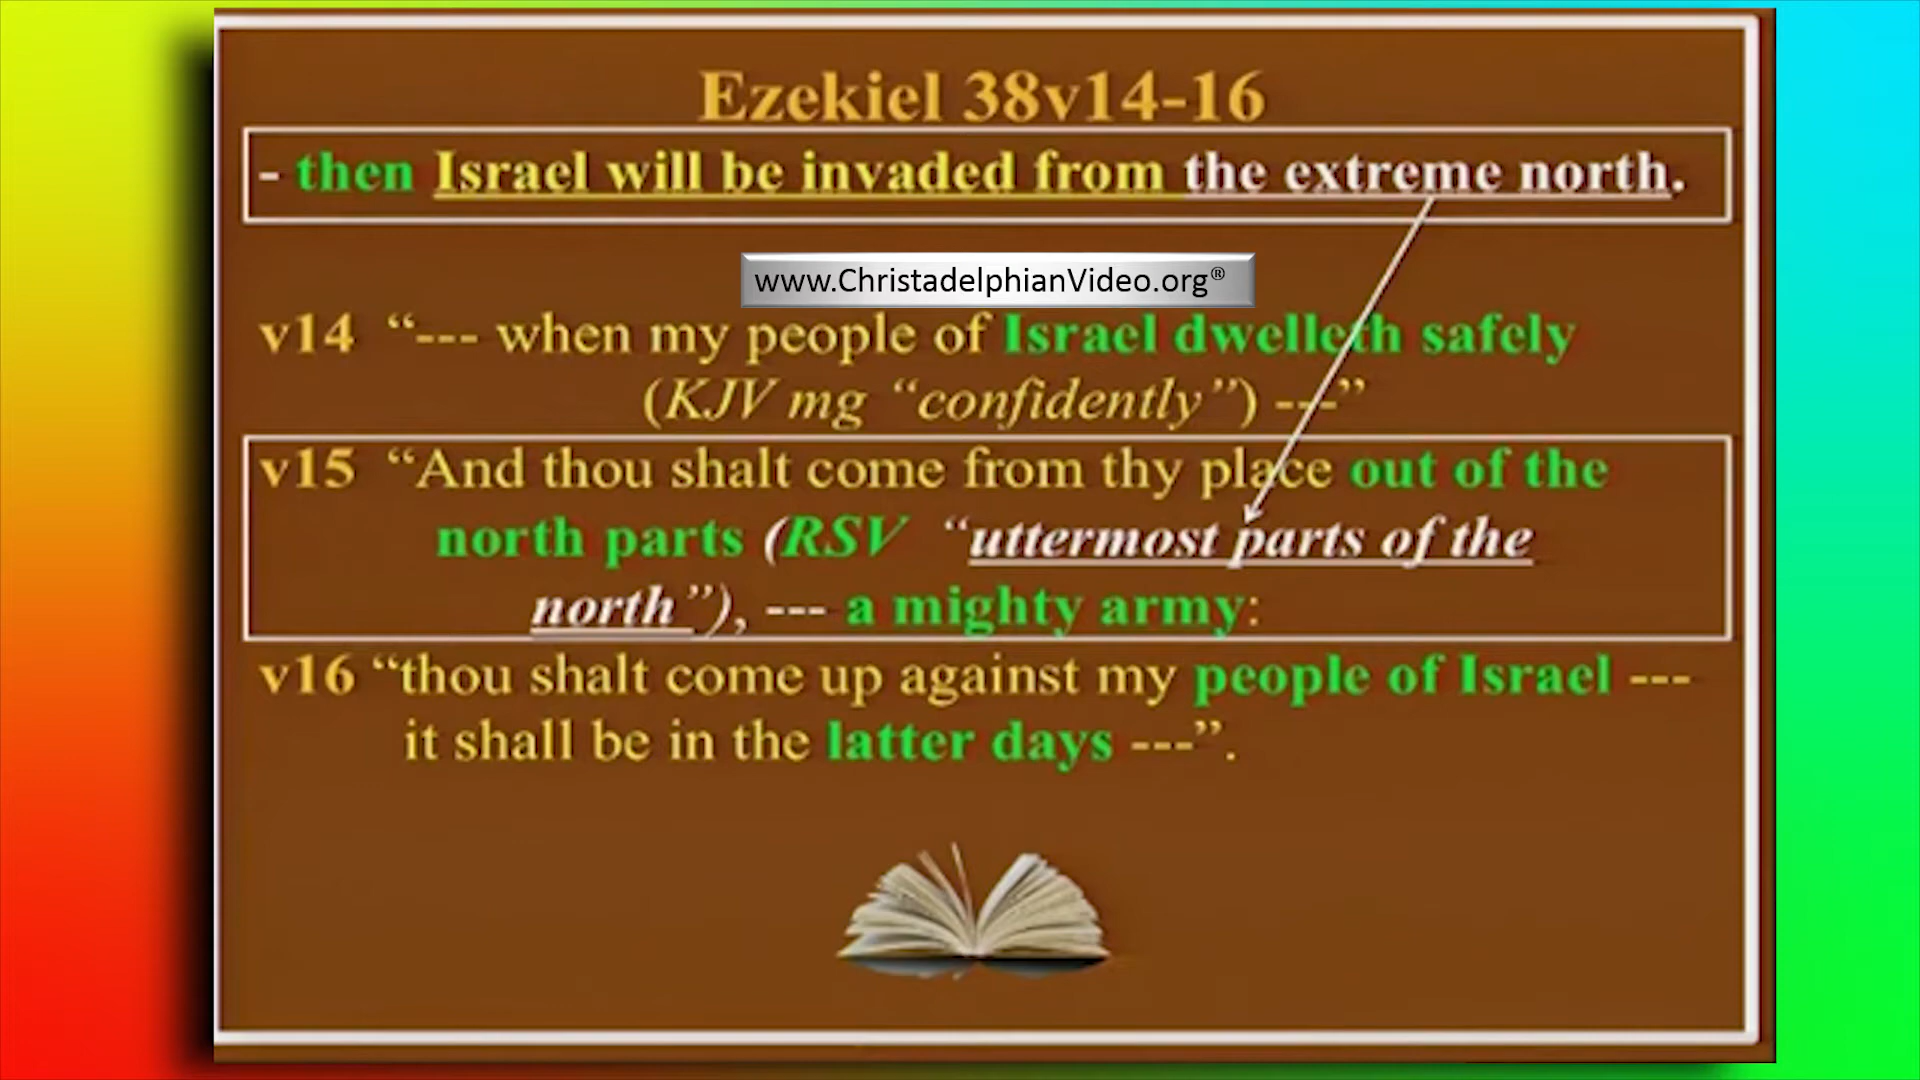 Ezekiel 38v14-16
- then Israel will be invaded from the extreme north.
www.ChristadelphianVideo.org®
v14 “--- when my people of Israel dwelleth safely
(KJV mg “confidently”) ---”
v15 “And thou shalt come from thy place out of the
north parts (RSV “uttermost parts of the
north”), --- a mighty army:
v16 “thou shalt come up against my people of Israel ---
it shall be in the latter days ---”.